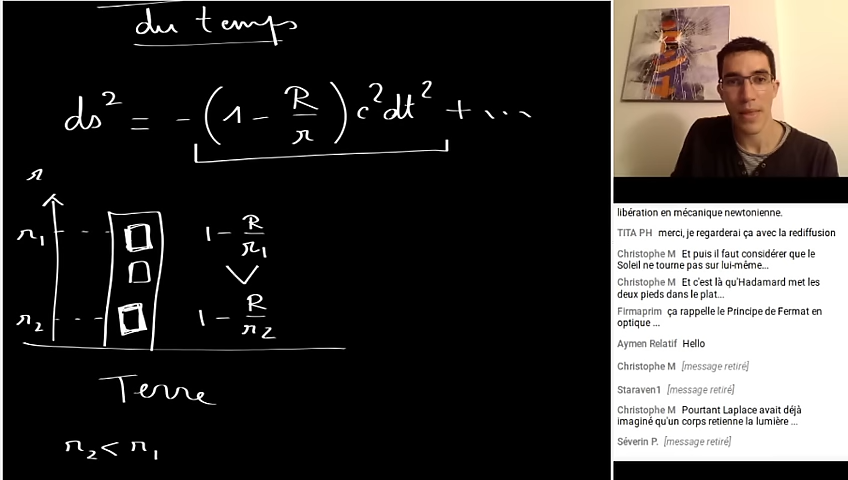 du temps
ds² = -(1 - R/r) c²dt² + ...
r
r₁ 1 - R/r₁
>
r₂ 1 - R/r₂
Terre
r₂ < r₁
libération en mécanique newtonienne.
TITA PH merci, je regarderai ça avec la rediffusion
Christophe M Et puis il faut considérer que le
Soleil ne tourne pas sur lui-même...
Christophe M Et c'est là qu'Hadamard met les
deux pieds dans le plat...
Firmaprim ça rappelle le Principe de Fermat en
optique ...
Aymen Relatif Hello
Christophe M [message retiré]
Staraven1 [message retiré]
Christophe M Pourtant Laplace avait déjà
imaginé qu'un corps retienne la lumière ...
Séverin P. [message retiré]